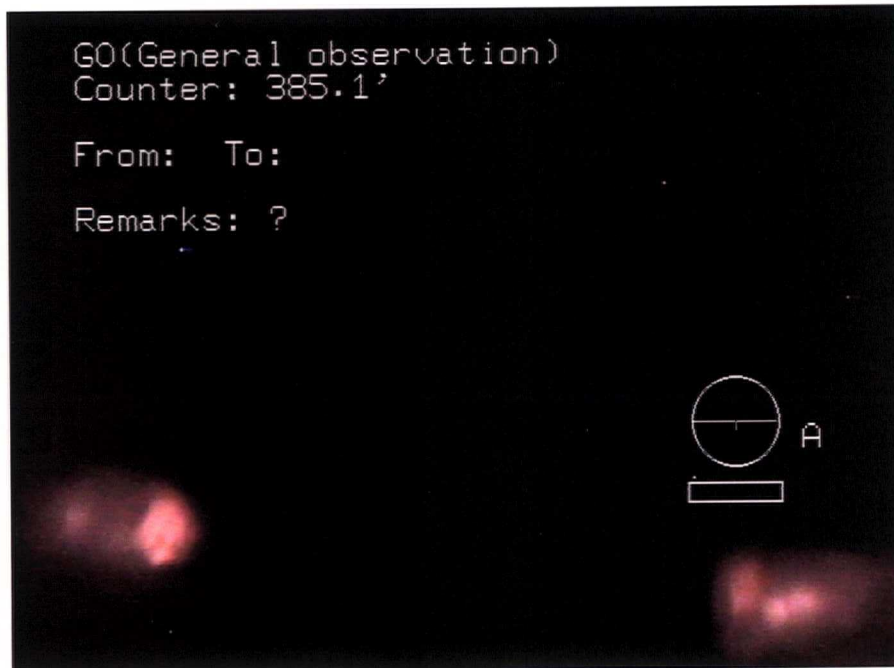 GO(General observation)
Counter: 385.1'
From: To:
Remarks: ?
A